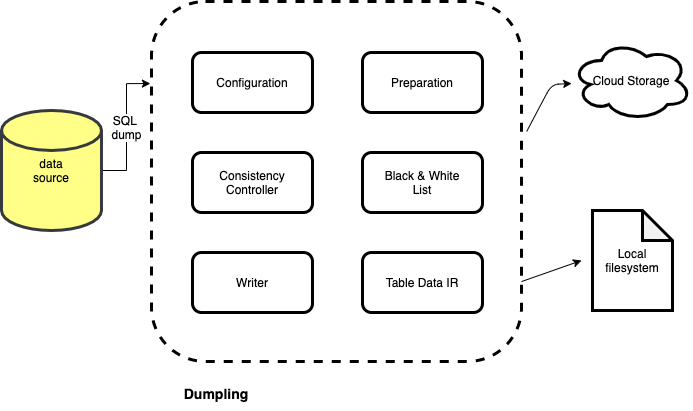 Configuration
Preparation
Cloud Storage
SQL
dump
data
source
Consistency
Controller
Black & White
List
Local
filesystem
Writer
Table Data IR
Dumpling